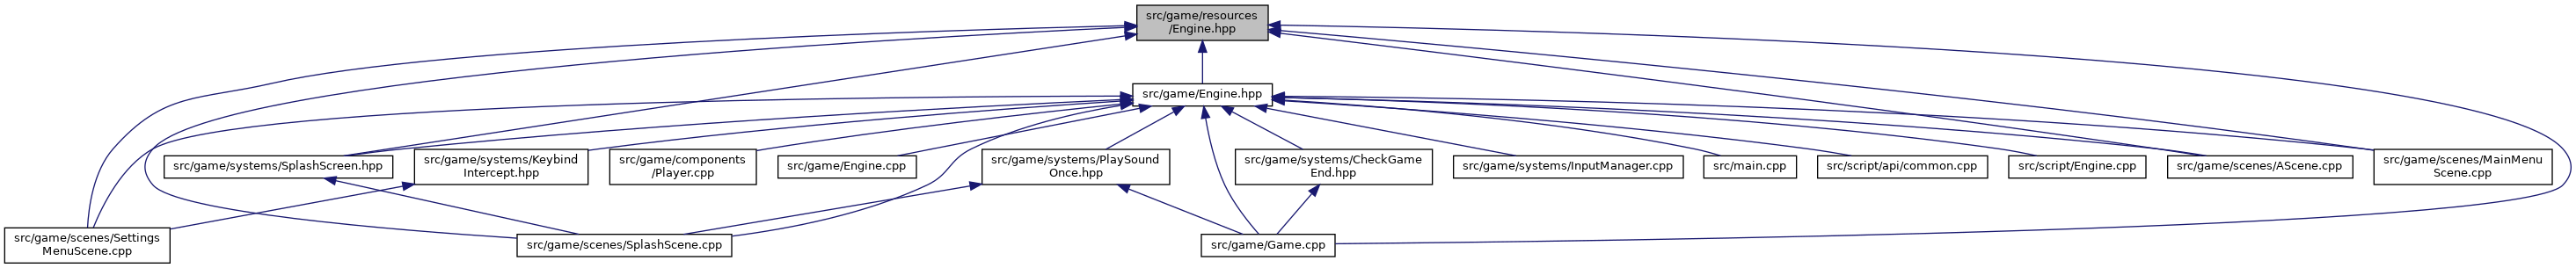 src/game/resources
/Engine.hpp
src/game/Engine.hpp
src/game/systems/SplashScreen.hpp
src/game/systems/Keybind
Intercept.hpp
src/game/components
/Player.cpp
src/game/Engine.cpp
src/game/systems/PlaySound
Once.hpp
src/game/systems/CheckGame
End.hpp
src/game/systems/InputManager.cpp
src/main.cpp
src/script/api/common.cpp
src/script/Engine.cpp
src/game/scenes/AScene.cpp
src/game/scenes/MainMenu
Scene.cpp
src/game/scenes/Settings
MenuScene.cpp
src/game/scenes/SplashScene.cpp
src/game/Game.cpp